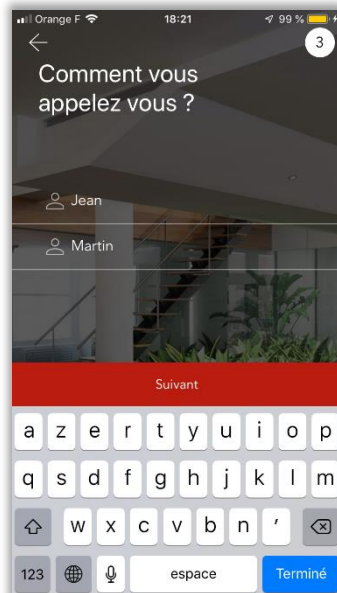 Orange F 18:21 99 %
3
Comment vous
appelez vous ?
Jean
Martin
Suivant
a z e r t y u i o p
q s d f g h j k l m
w x c v b n ’
123 espace Terminé